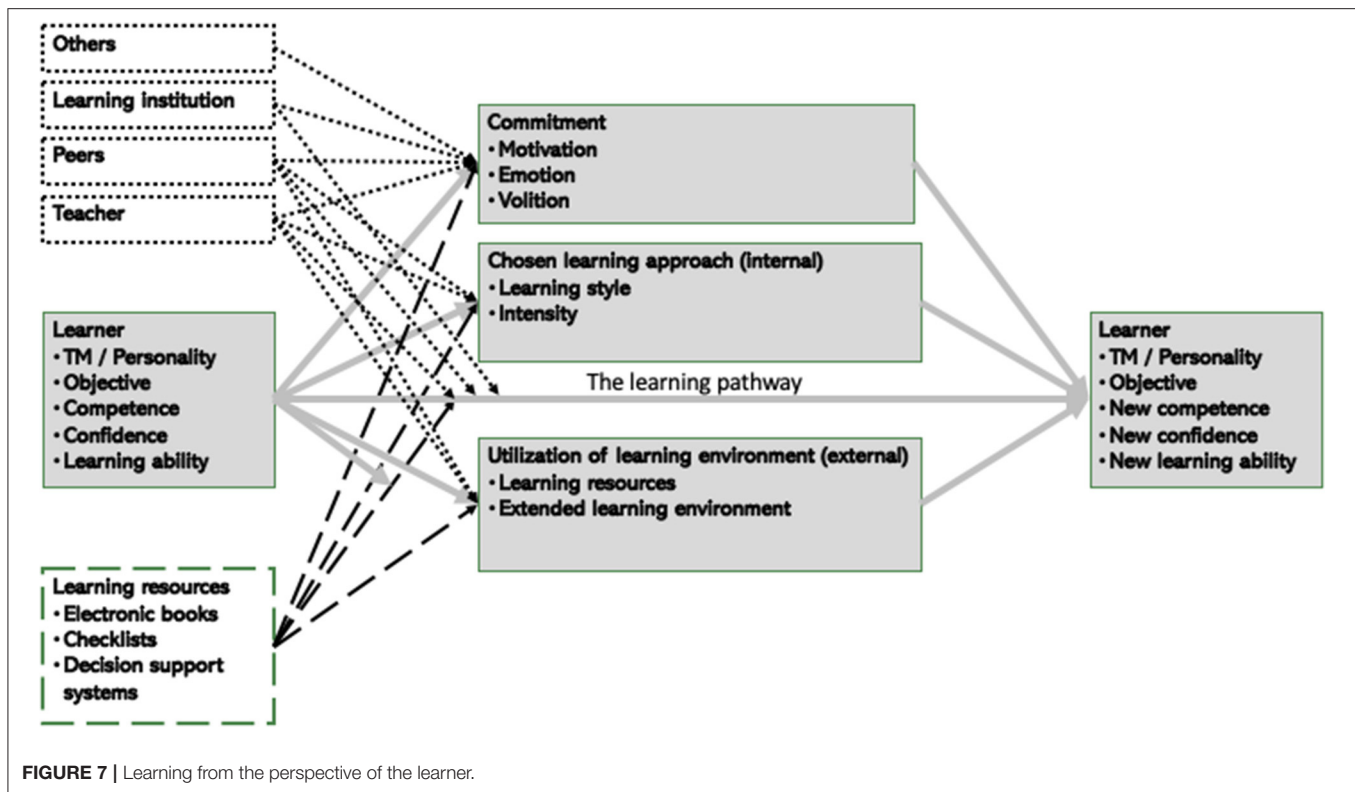 Others
Learning institution
Peers
Teacher
Learner
• TM / Personality
• Objective
• Competence
• Confidence
• Learning ability
Learning resources
• Electronic books
• Checklists
• Decision support
systems
Commitment
• Motivation
• Emotion
• Volition
Chosen learning approach (internal)
• Learning style
• Intensity
The learning pathway
Utilization of learning environment (external)
• Learning resources
• Extended learning environment
Learner
• TM / Personality
• Objective
• New competence
• New confidence
• New learning ability
FIGURE 7 | Learning from the perspective of the learner.